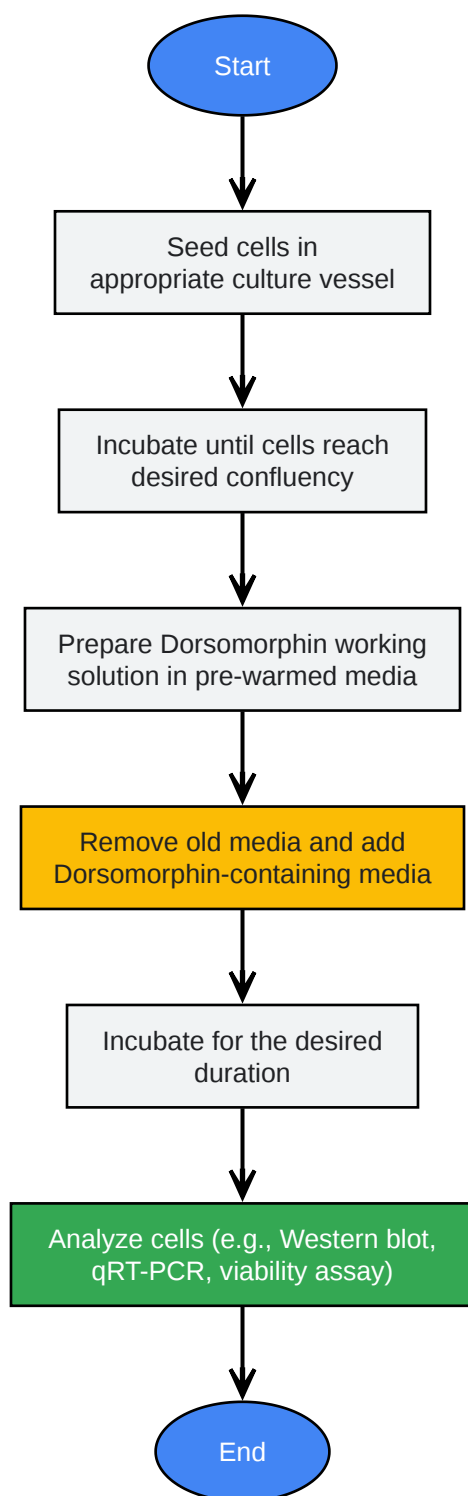 Start
Seed cells in
appropriate culture vessel
Incubate until cells reach
desired confluency
Prepare Dorsomorphin working
solution in pre-warmed media
Remove old media and add
Dorsomorphin-containing media
Incubate for the desired
duration
Analyze cells (e.g., Western blot,
qRT-PCR, viability assay)
End